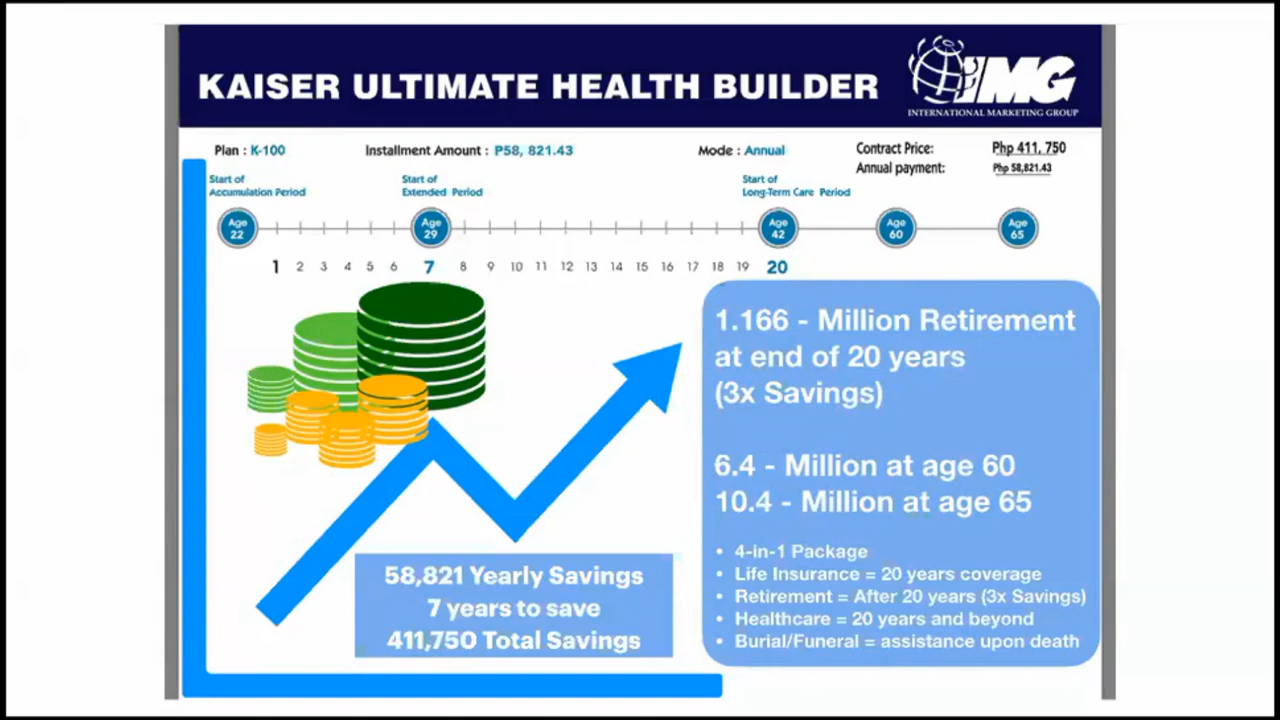 KAISER ULTIMATE HEALTH BUILDER
IMG
INTERNATIONAL MARKETING GROUP
Plan : K-100
Installment Amount : P58, 821.43
Mode : Annual
Contract Price: Php 411, 750
Annual payment: Php 58,821.43
Start of
Accumulation Period
Start of
Extended Period
Start of
Long-Term Care Period
Age
22
Age
29
Age
42
Age
60
Age
65
1 2 3 4 5 6 7 8 9 10 11 12 13 14 15 16 17 18 19 20
1.166 - Million Retirement
at end of 20 years
(3x Savings)
6.4 - Million at age 60
10.4 - Million at age 65
• 4-in-1 Package
• Life Insurance = 20 years coverage
• Retirement = After 20 years (3x Savings)
• Healthcare = 20 years and beyond
• Burial/Funeral = assistance upon death
58,821 Yearly Savings
7 years to save
411,750 Total Savings